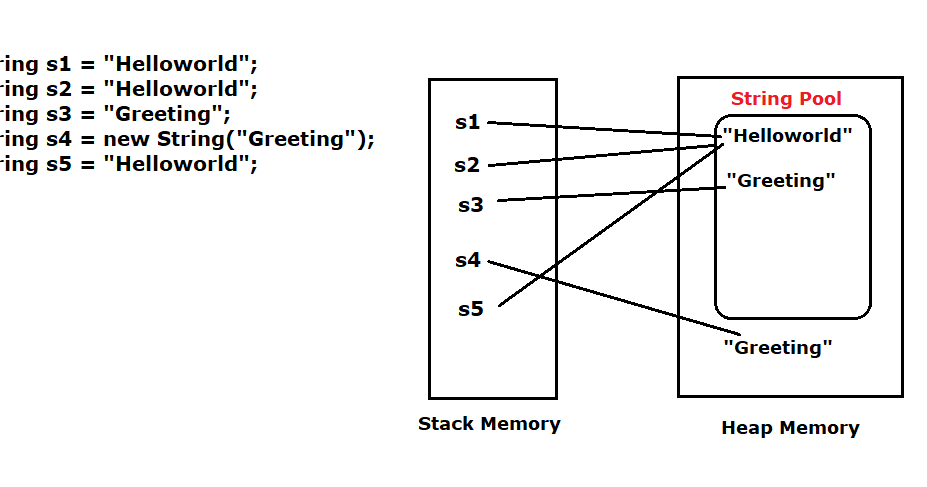 ring s1 = "Helloworld";
ring s2 = "Helloworld";
ring s3 = "Greeting";
ring s4 = new String("Greeting");
ring s5 = "Helloworld";
s1
s2
s3
s4
s5
Stack Memory
String Pool
"Helloworld"
"Greeting"
"Greeting"
Heap Memory